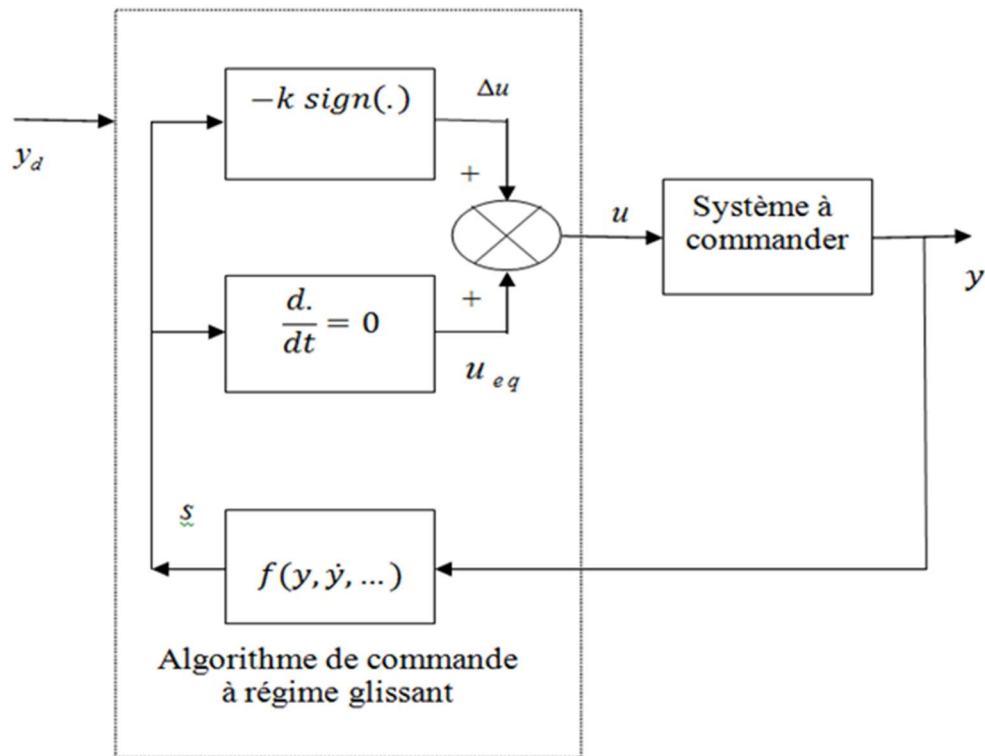 −k sign(.)
Δu
y_d
+
u
Système à
commander
y
+
d.
dt
= 0
u_eq
s
f(y, ẏ, …)
Algorithme de commande
à régime glissant